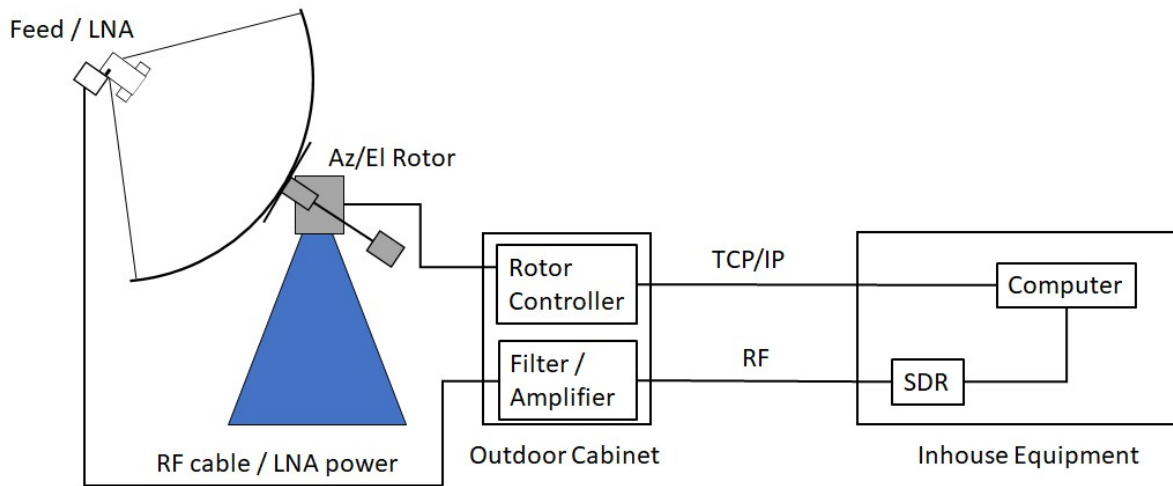 Feed / LNA
Az/El Rotor
Rotor
Controller
TCP/IP
Computer
Filter /
Amplifier
RF
SDR
RF cable / LNA power
Outdoor Cabinet
Inhouse Equipment